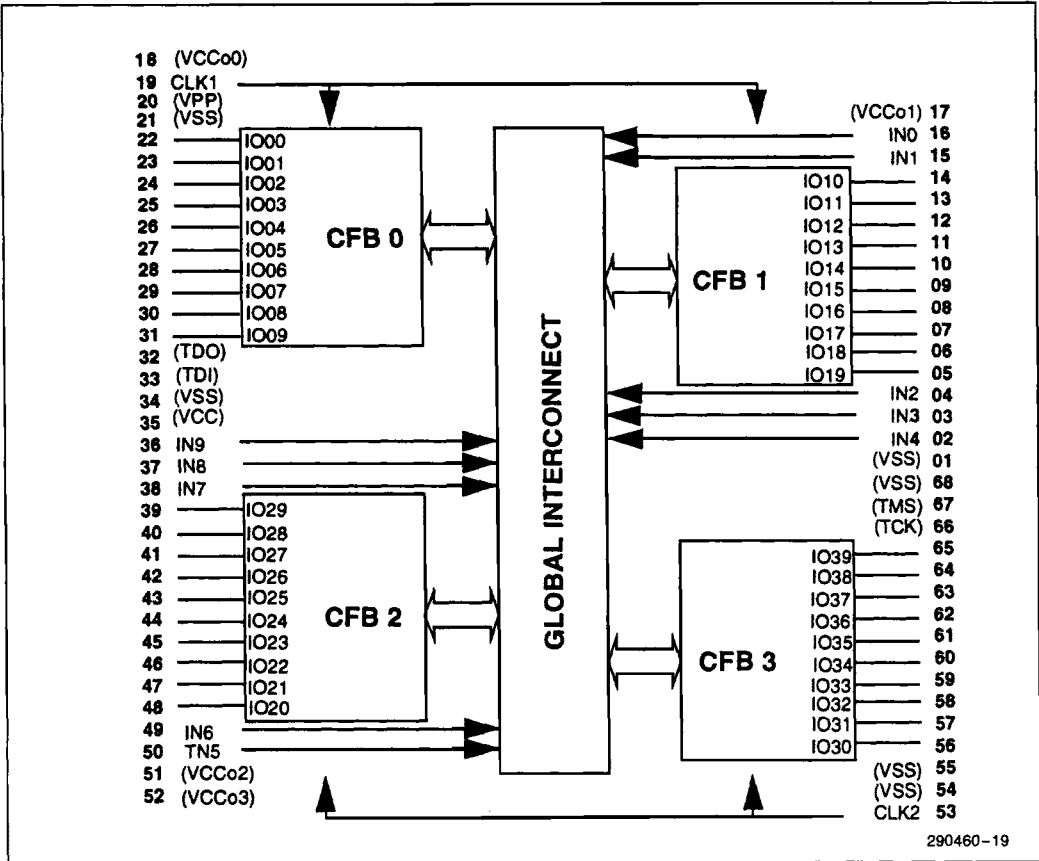 18 (VCCo0)
19 CLK1
20 (VPP)
21 (VSS)
22 IO00
23 IO01
24 IO02
25 IO03
26 IO04
27 IO05
28 IO06
29 IO07
30 IO08
31 IO09
CFB 0
32 (TDO)
33 (TDI)
34 (VSS)
35 (VCC)
36 IN9
37 IN8
38 IN7
39 IO29
40 IO28
41 IO27
42 IO26
43 IO25
44 IO24
45 IO23
46 IO22
47 IO21
48 IO20
CFB 2
49 IN6
50 TN5
51 (VCCo2)
52 (VCCo3)
GLOBAL INTERCONNECT
(VCCo1) 17
IN0 16
IN1 15
IO10 14
IO11 13
IO12 12
IO13 11
IO14 10
IO15 09
IO16 08
IO17 07
IO18 06
IO19 05
CFB 1
IN2 04
IN3 03
IN4 02
(VSS) 01
(VSS) 68
(TMS) 67
(TCK) 66
IO39 65
IO38 64
IO37 63
IO36 62
IO35 61
IO34 60
IO33 59
IO32 58
IO31 57
IO30 56
CFB 3
(VSS) 55
(VSS) 54
CLK2 53
290460-19